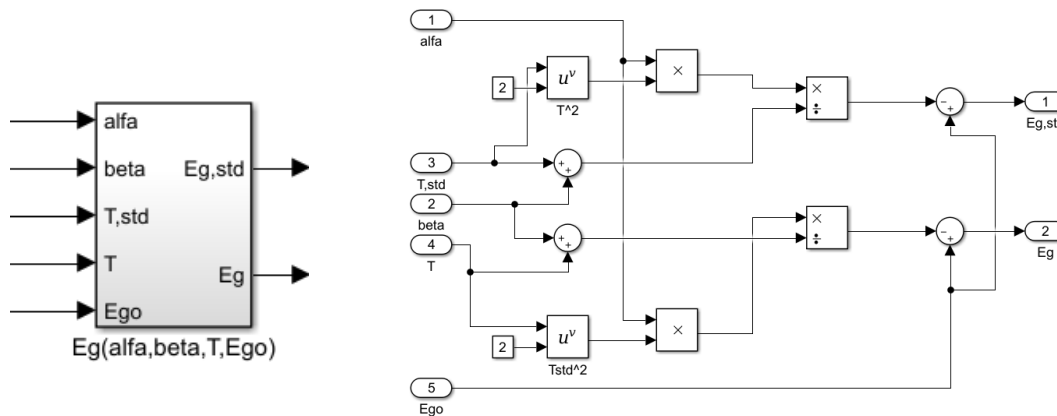 alfa
beta
T,std
T
Ego
Eg,std
Eg
Eg(alfa,beta,T,Ego)
1
alfa
2
u^v
T^2
×
×
÷
- +
1
Eg,st
3
T,std
+ +
2
beta
+ +
4
T
×
÷
- +
2
Eg
2
u^v
Tstd^2
×
5
Ego